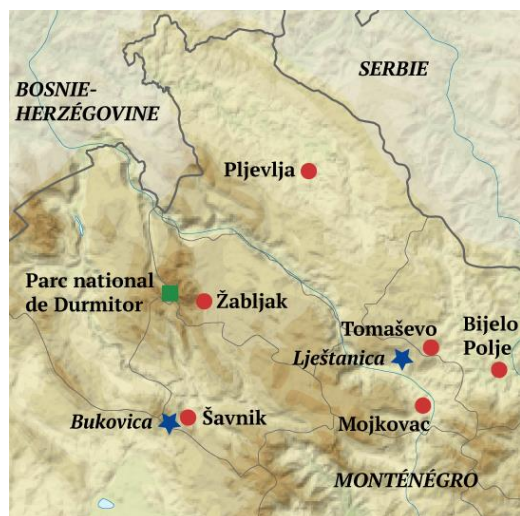 BOSNIE-
HERZÉGOVINE
SERBIE
Pljevlja
Parc national
de Durmitor
Žabljak
Tomaševo
Bijelo
Polje
Lještanica
Bukovica
Šavnik
Mojkovac
MONTÉNÉGRO